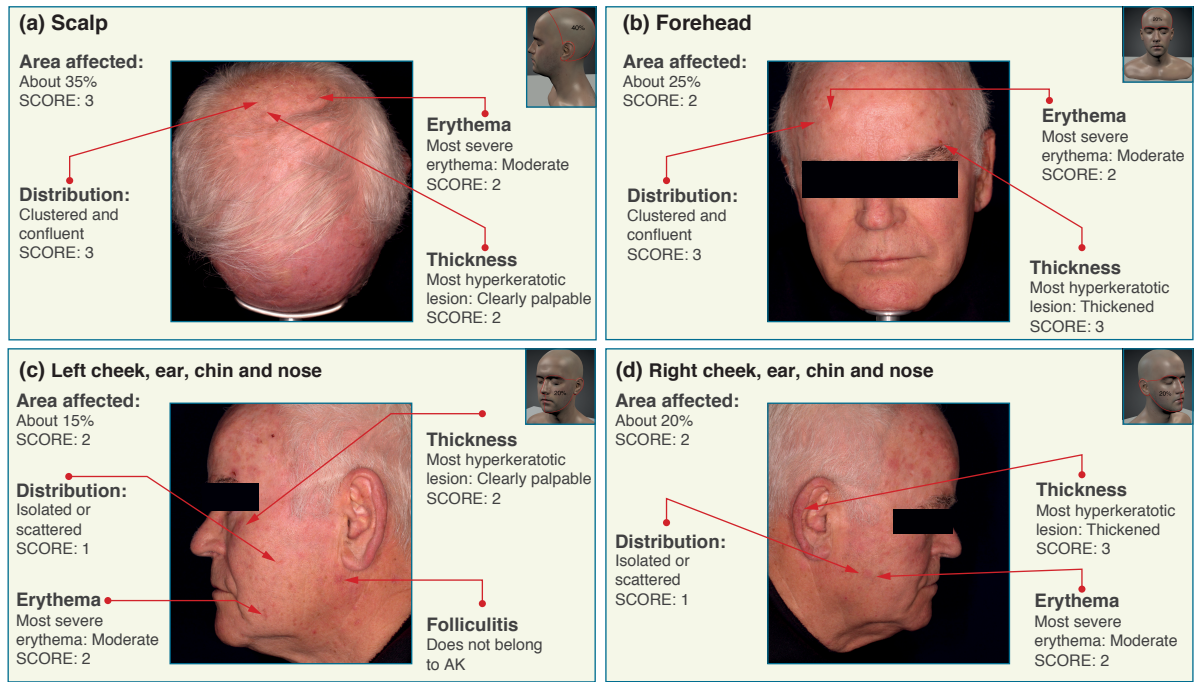 (a) Scalp
40%
Area affected:
About 35%
SCORE: 3
Erythema
Most severe
erythema: Moderate
SCORE: 2
Distribution:
Clustered and
confluent
SCORE: 3
Thickness
Most hyperkeratotic
lesion: Clearly palpable
SCORE: 2
(b) Forehead
20%
Area affected:
About 25%
SCORE: 2
Erythema
Most severe
erythema: Moderate
SCORE: 2
Distribution:
Clustered and
confluent
SCORE: 3
Thickness
Most hyperkeratotic
lesion: Thickened
SCORE: 3
(c) Left cheek, ear, chin and nose
20%
Area affected:
About 15%
SCORE: 2
Thickness
Most hyperkeratotic
lesion: Clearly palpable
SCORE: 2
Distribution:
Isolated or
scattered
SCORE: 1
Erythema
Most severe
erythema: Moderate
SCORE: 2
Folliculitis
Does not belong
to AK
(d) Right cheek, ear, chin and nose
20%
Area affected:
About 20%
SCORE: 2
Thickness
Most hyperkeratotic
lesion: Thickened
SCORE: 3
Distribution:
Isolated or
scattered
SCORE: 1
Erythema
Most severe
erythema: Moderate
SCORE: 2